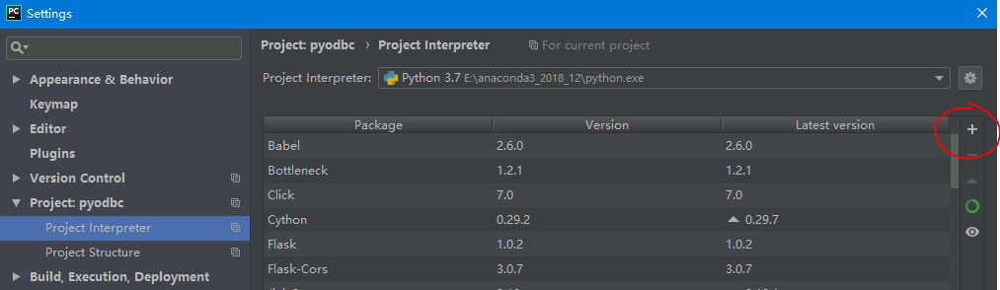 PC Settings
Project: pyodbc › Project Interpreter For current project
Appearance & Behavior
Keymap
Editor
Plugins
Version Control
Project: pyodbc
Project Interpreter
Project Structure
Build, Execution, Deployment
Project Interpreter: Python 3.7 E:\anaconda3_2018_12\python.exe
Package Version Latest version
Babel 2.6.0 2.6.0
Bottleneck 1.2.1 1.2.1
Click 7.0 7.0
Cython 0.29.2 0.29.7
Flask 1.0.2 1.0.2
Flask-Cors 3.0.7 3.0.7